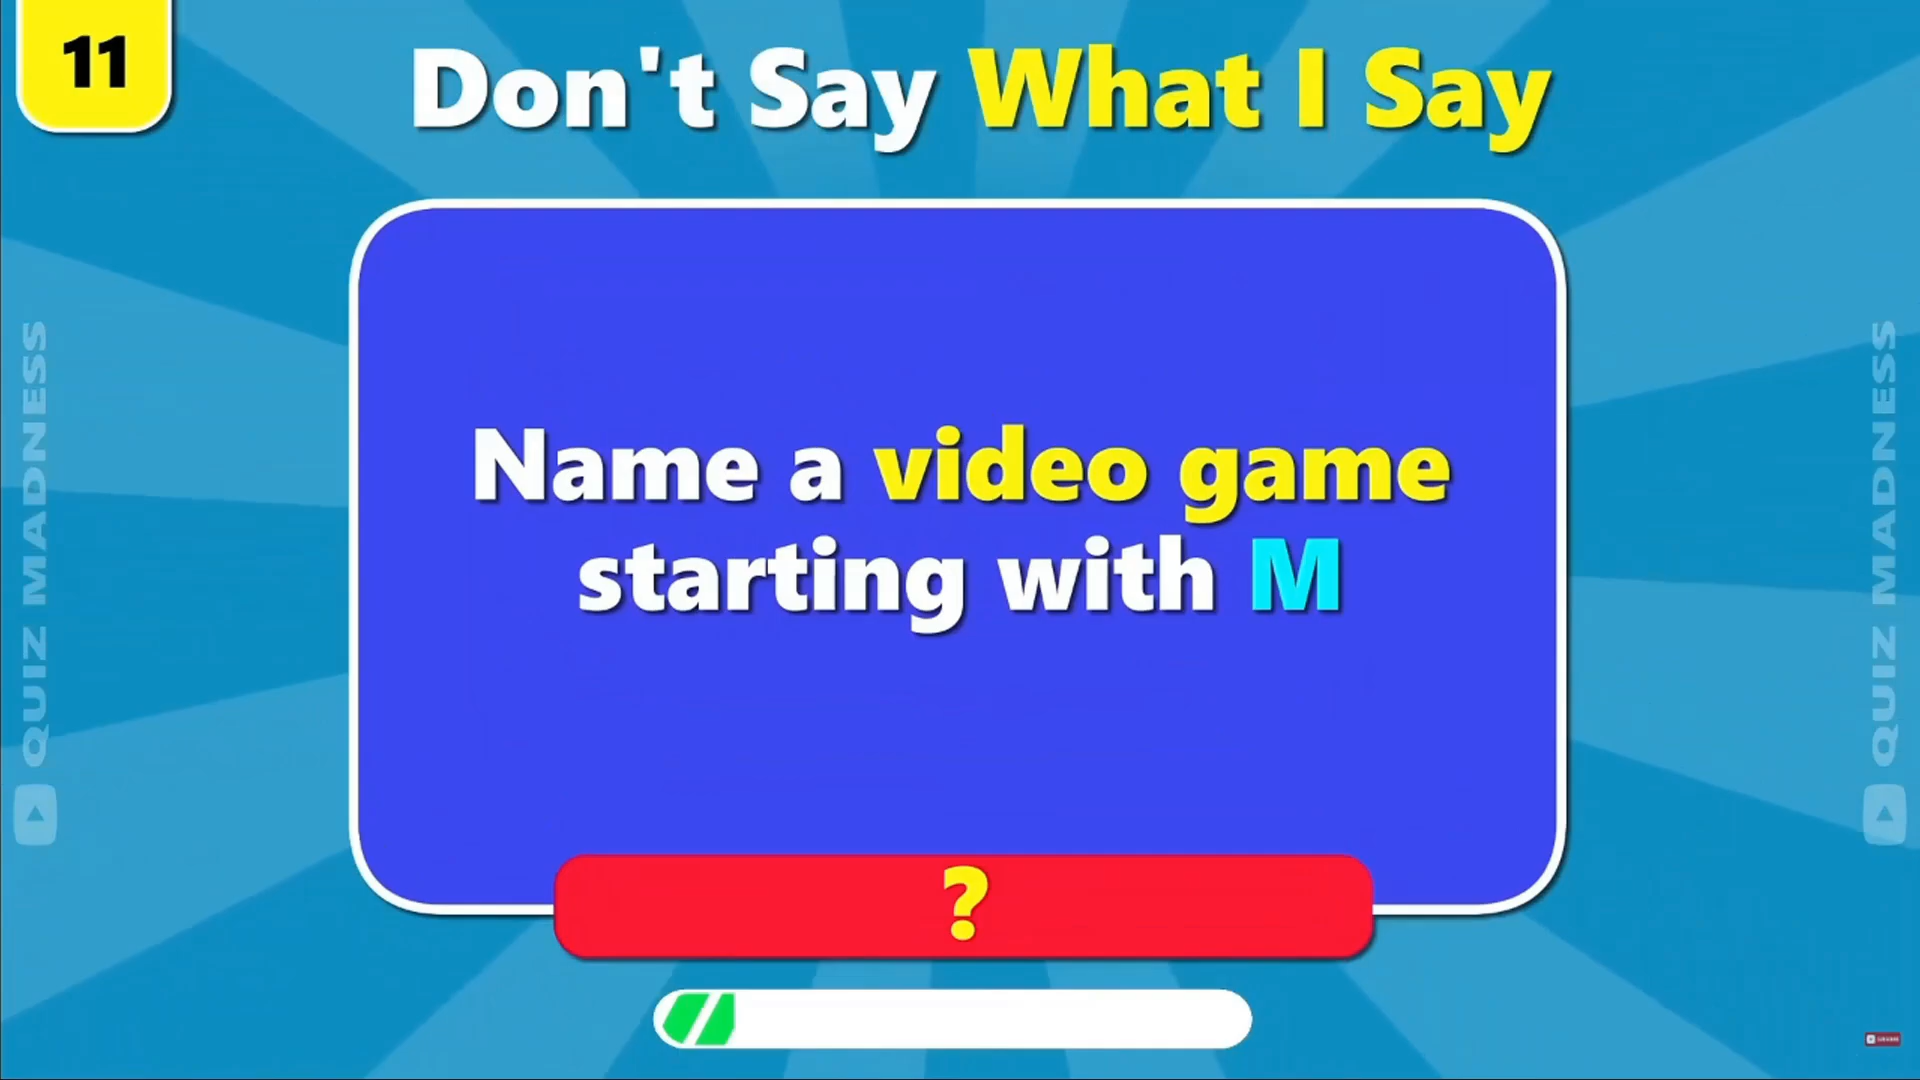 11
Don't Say What I Say
Name a video game
starting with M
?
QUIZ MADNESS
QUIZ MADNESS